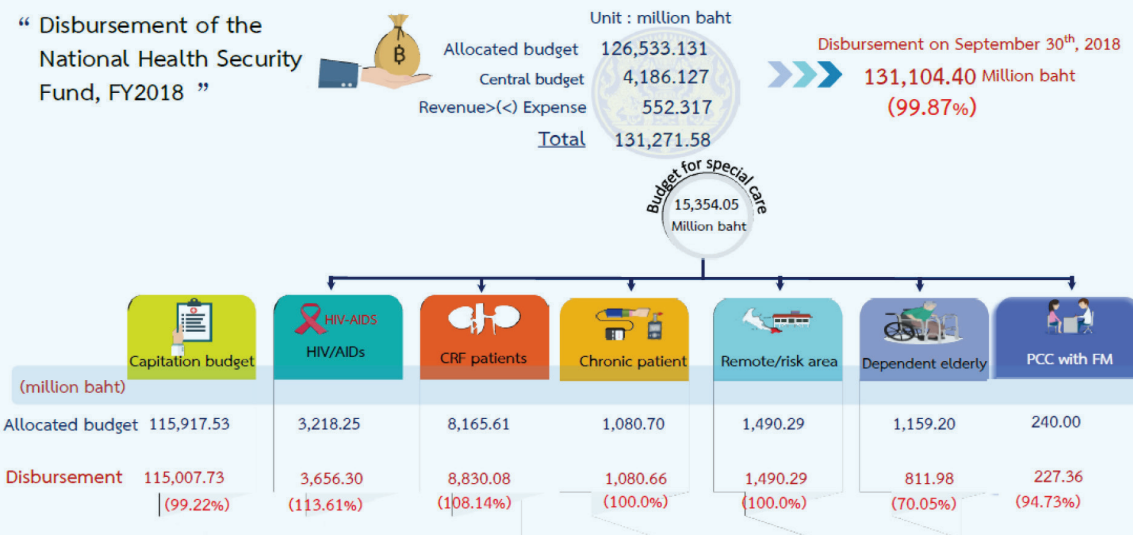 “ Disbursement of the
National Health Security
Fund, FY2018 ”
฿
Unit : million baht
Allocated budget 126,533.131
Central budget 4,186.127
Revenue>(<) Expense 552.317
Total 131,271.58
Disbursement on September 30th, 2018
131,104.40 Million baht
(99.87%)
Budget for special care
15,354.05
Million baht
HIV-AIDS
Capitation budget HIV/AIDs CRF patients Chronic patient Remote/risk area Dependent elderly PCC with FM
(million baht)
Allocated budget 115,917.53 3,218.25 8,165.61 1,080.70 1,490.29 1,159.20 240.00
Disbursement 115,007.73 3,656.30 8,830.08 1,080.66 1,490.29 811.98 227.36
(99.22%) (113.61%) (108.14%) (100.0%) (100.0%) (70.05%) (94.73%)